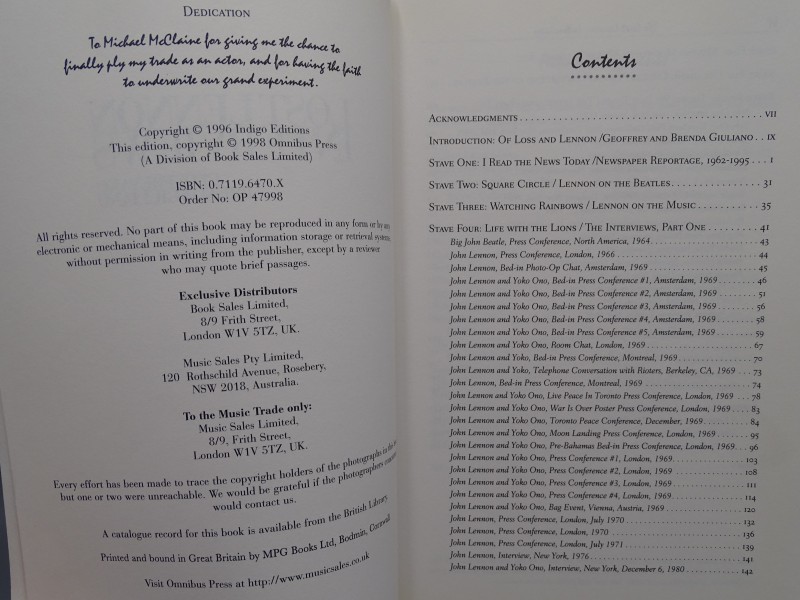 DEDICATION
To Michael McClaine for giving me the chance to
finally ply my trade as an actor, and for having the faith
to underwrite our grand experiment.
Copyright © 1996 Indigo Editions
This edition, copyright © 1998 Omnibus Press
(A Division of Book Sales Limited)
ISBN: 0.7119.6470.X
Order No: OP 47998
All rights reserved. No part of this book may be reproduced in any form or by any
electronic or mechanical means, including information storage or retrieval systems
without permission in writing from the publisher, except by a reviewer
who may quote brief passages.
Exclusive Distributors
Book Sales Limited,
8/9 Frith Street,
London W1V 5TZ, UK.
Music Sales Pty Limited,
120 Rothschild Avenue, Rosebery,
NSW 2018, Australia.
To the Music Trade only:
Music Sales Limited,
8/9, Frith Street,
London W1V 5TZ, UK.
Every effort has been made to trace the copyright holders of the photographs in this
but one or two were unreachable. We would be grateful if the photographers
would contact us.
A catalogue record for this book is available from the British Library.
Printed and bound in Great Britain by MPG Books Ltd, Bodmin, Cornwall
Visit Omnibus Press at http://www.musicsales.co.uk
Contents
ACKNOWLEDGMENTS . . . VII
INTRODUCTION: OF LOSS AND LENNON /GEOFFREY AND BRENDA GIULIANO . . IX
STAVE ONE: I READ THE NEWS TODAY /NEWSPAPER REPORTAGE, 1962-1995 . . . 1
STAVE TWO: SQUARE CIRCLE / LENNON ON THE BEATLES . . . 31
STAVE THREE: WATCHING RAINBOWS / LENNON ON THE MUSIC . . . 35
STAVE FOUR: LIFE WITH THE LIONS / THE INTERVIEWS, PART ONE . . . 41
Big John Beatle, Press Conference, North America, 1964 . . . 43
John Lennon, Press Conference, London, 1966 . . . 44
John Lennon, Bed-in Photo-Op Chat, Amsterdam, 1969 . . . 45
John Lennon and Yoko Ono, Bed-in Press Conference #1, Amsterdam, 1969 . . . 46
John Lennon and Yoko Ono, Bed-in Press Conference #2, Amsterdam, 1969 . . . 51
John Lennon and Yoko Ono, Bed-in Press Conference #3, Amsterdam, 1969 . . . 56
John Lennon and Yoko Ono, Bed-in Press Conference #4, Amsterdam, 1969 . . . 58
John Lennon and Yoko Ono, Bed-in Press Conference #5, Amsterdam, 1969 . . . 59
John Lennon and Yoko Ono, Room Chat, London, 1969 . . . 67
John Lennon and Yoko, Bed-in Press Conference, Montreal, 1969 . . . 70
John Lennon and Yoko, Telephone Conversation with Rioters, Berkeley, CA, 1969 . . . 73
John Lennon, Bed-in Press Conference, Montreal, 1969 . . . 74
John Lennon and Yoko Ono, Live Peace In Toronto Press Conference, London, 1969 . . . 78
John Lennon and Yoko Ono, War Is Over Poster Press Conference, London, 1969 . . . 83
John Lennon and Yoko Ono, Toronto Peace Conference, December, 1969 . . . 84
John Lennon and Yoko Ono, Moon Landing Press Conference, London, 1969 . . . 95
John Lennon and Yoko Ono, Pre-Bahamas Bed-in Press Conference, London, 1969 . . . 96
John Lennon and Yoko Ono, Press Conference #1, London, 1969 . . . 103
John Lennon and Yoko Ono, Press Conference #2, London, 1969 . . . 108
John Lennon and Yoko Ono, Press Conference #3, London, 1969 . . . 111
John Lennon and Yoko Ono, Press Conference #4, London, 1969 . . . 114
John Lennon and Yoko Ono, Bag Event, Vienna, Austria, 1969 . . . 120
John Lennon, Press Conference, London, July 1970 . . . 132
John Lennon, Press Conference, London, 1970 . . . 136
John Lennon, Press Conference, London, July 1971 . . . 139
John Lennon, Interview, New York, 1976 . . . 141
John Lennon and Yoko Ono, Interview, New York, December 6, 1980 . . . 142